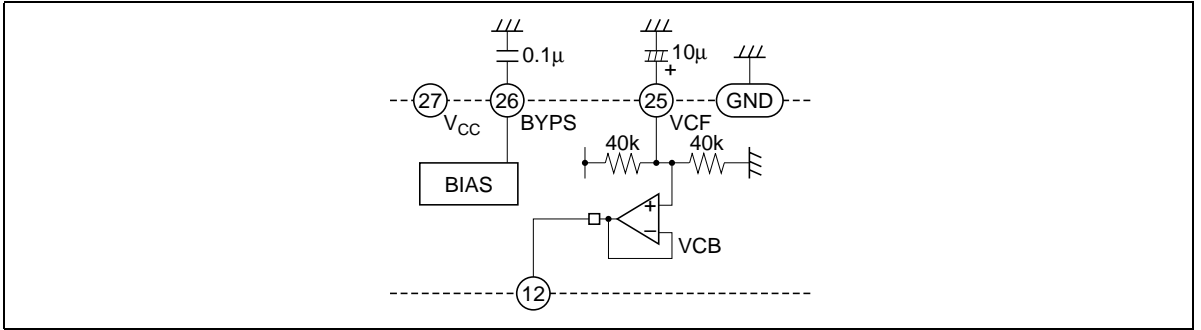 0.1μ
10μ
+
27
26
25
GND
VCC
BYPS
VCF
40k
40k
BIAS
+
−
VCB
12